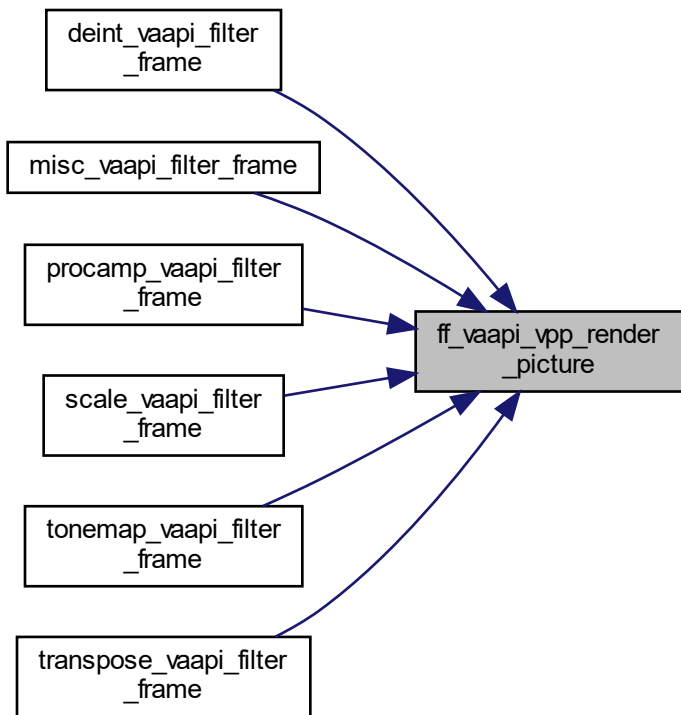 deint_vaapi_filter
_frame
misc_vaapi_filter_frame
procamp_vaapi_filter
_frame
ff_vaapi_vpp_render
_picture
scale_vaapi_filter
_frame
tonemap_vaapi_filter
_frame
transpose_vaapi_filter
_frame